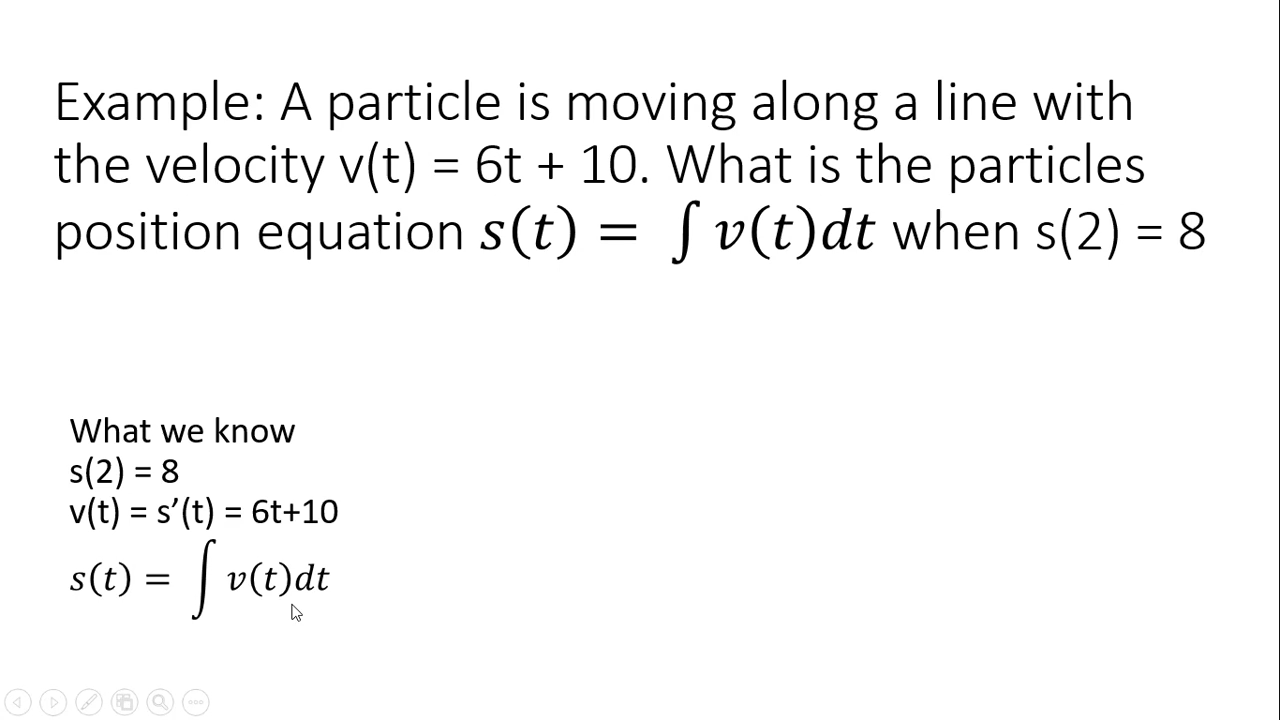 Example: A particle is moving along a line with
the velocity v(t) = 6t + 10. What is the particles
position equation s(t) = ∫ v(t)dt when s(2) = 8
What we know
s(2) = 8
v(t) = s’(t) = 6t+10
s(t) = ∫ v(t)dt